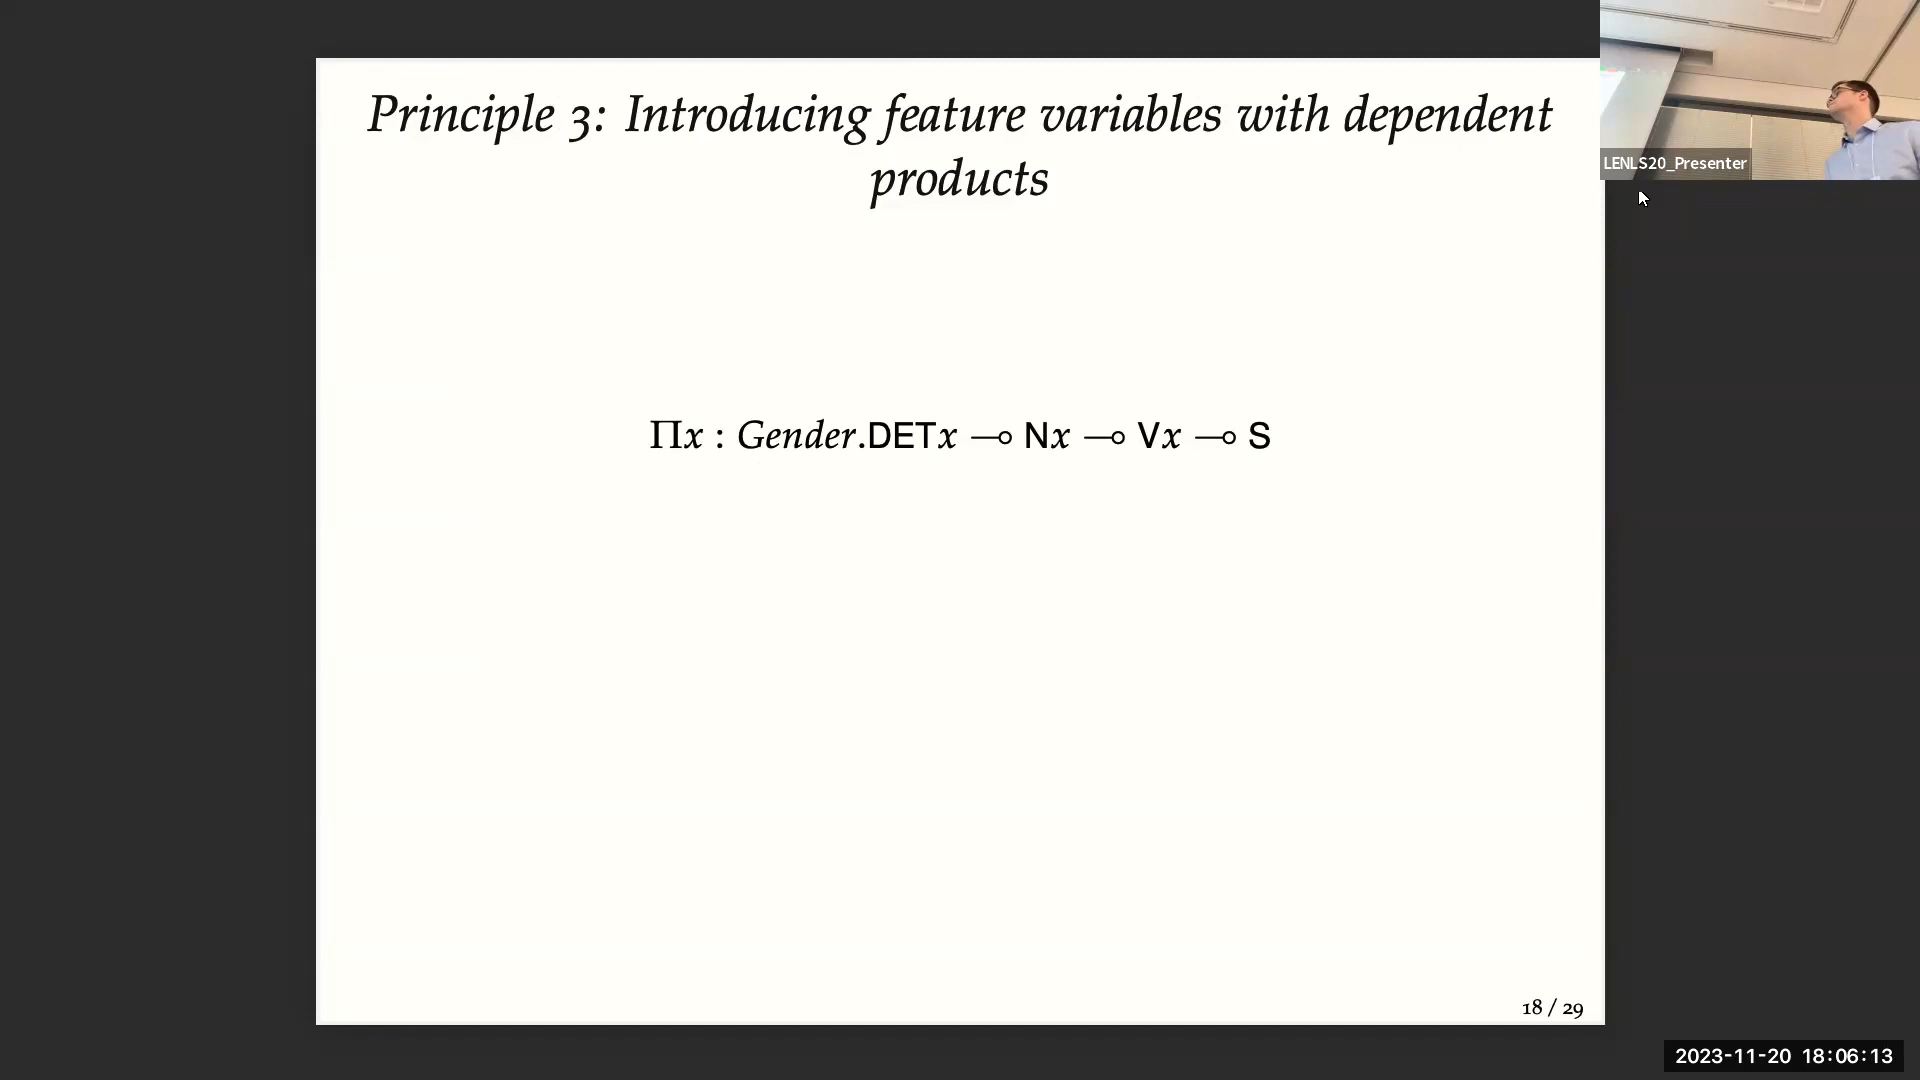 Principle 3: Introducing feature variables with dependent
products
Πx : Gender.DETx ⊸ Nx ⊸ Vx ⊸ S
18 / 29
LENLS20_Presenter
2023-11-20 18:06:13